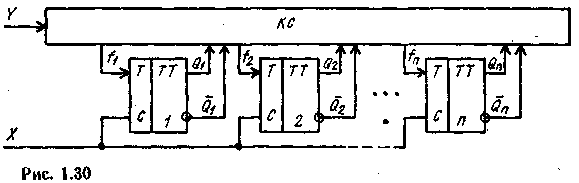 Y КС
f₁ T TT Q₁ f₂ T TT Q₂ fₙ T TT Qₙ
C 1 Q̄₁ C 2 Q̄₂ ... C n Q̄ₙ
X
Рис. 1.30